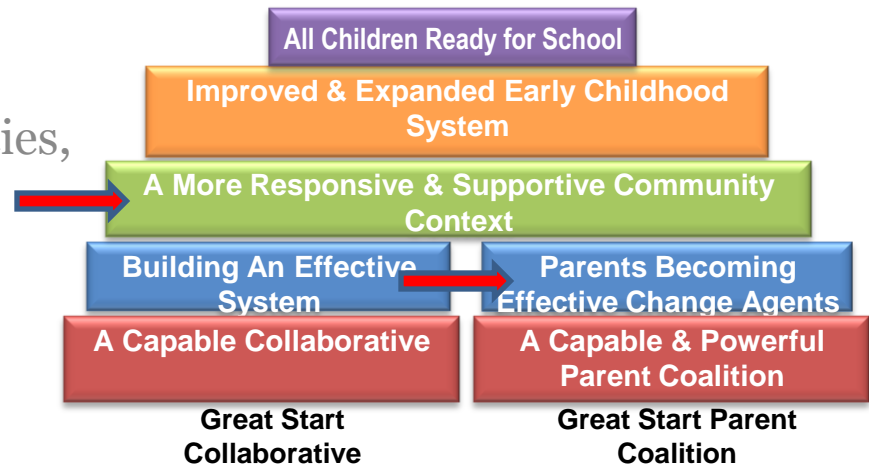 All Children Ready for School
Improved & Expanded Early Childhood
System
ies,
A More Responsive & Supportive Community
Context
Building An Effective
System
Parents Becoming
Effective Change Agents
A Capable Collaborative
A Capable & Powerful
Parent Coalition
Great Start
Collaborative
Great Start Parent
Coalition